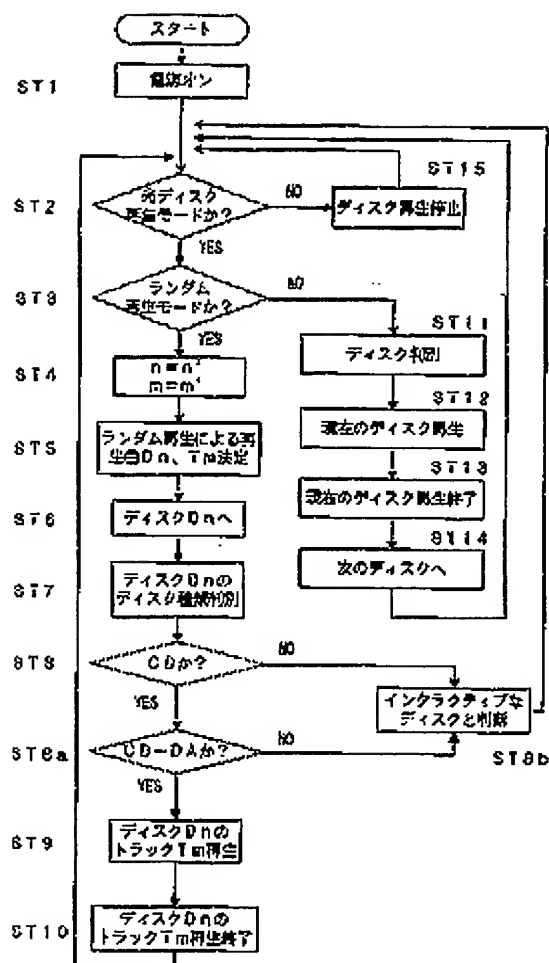 スタート
ST1
電源オン
ST15
ST2
全ディスク
再生モードか?
NO
ディスク再生停止
YES
ST3
ランダム
再生モードか?
NO
YES
ST11
ディスク判別
ST4
n=n'
m=m'
ST12
現在のディスク再生
ST5
ランダム再生による再
生曲Dn、Tm決定
ST13
現在のディスク再生終了
ST6
ディスクDnへ
ST14
次のディスクへ
ST7
ディスクDnの
ディスク種類判別
ST8
CDか?
NO
YES
インタラクティブな
ディスクと判断
ST8b
ST8a
CD-DAか?
NO
YES
ST9
ディスクDnの
トラックTm再生
ST10
ディスクDnの
トラックTm再生終了